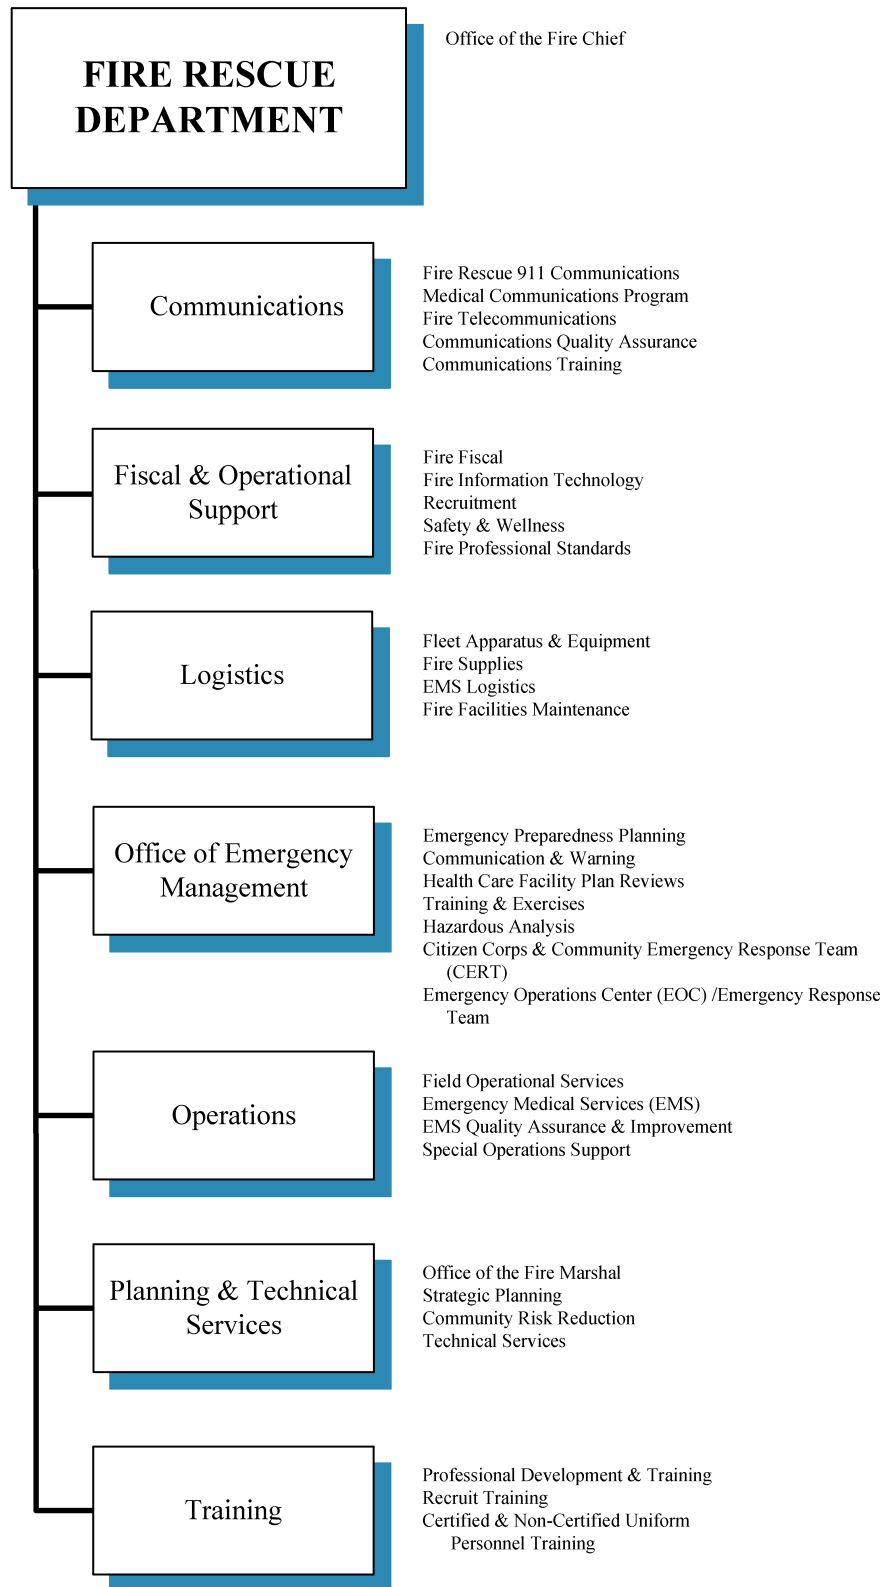 FIRE RESCUE
DEPARTMENT
Office of the Fire Chief
Communications
Fire Rescue 911 Communications
Medical Communications Program
Fire Telecommunications
Communications Quality Assurance
Communications Training
Fiscal & Operational
Support
Fire Fiscal
Fire Information Technology
Recruitment
Safety & Wellness
Fire Professional Standards
Logistics
Fleet Apparatus & Equipment
Fire Supplies
EMS Logistics
Fire Facilities Maintenance
Office of Emergency
Management
Emergency Preparedness Planning
Communication & Warning
Health Care Facility Plan Reviews
Training & Exercises
Hazardous Analysis
Citizen Corps & Community Emergency Response Team
(CERT)
Emergency Operations Center (EOC) /Emergency Response
Team
Operations
Field Operational Services
Emergency Medical Services (EMS)
EMS Quality Assurance & Improvement
Special Operations Support
Planning & Technical
Services
Office of the Fire Marshal
Strategic Planning
Community Risk Reduction
Technical Services
Training
Professional Development & Training
Recruit Training
Certified & Non-Certified Uniform
Personnel Training